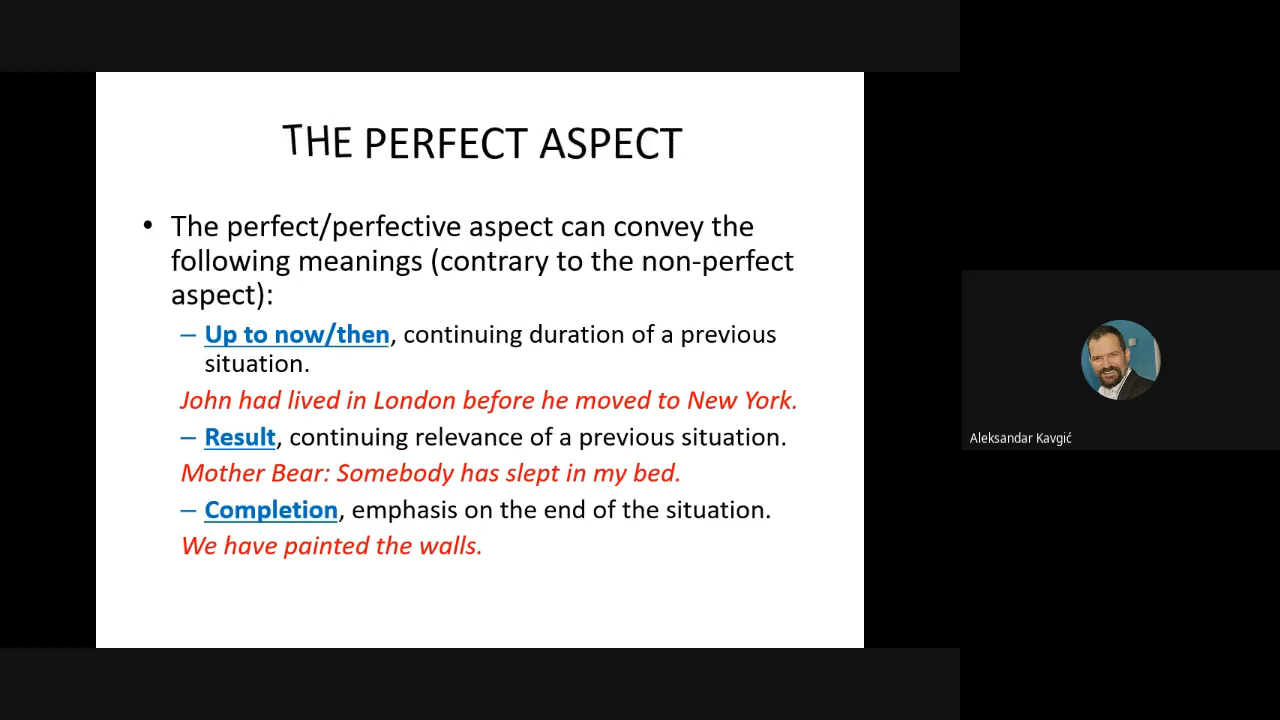 THE PERFECT ASPECT
• The perfect/perfective aspect can convey the
following meanings (contrary to the non-perfect
aspect):
– Up to now/then, continuing duration of a previous
situation.
John had lived in London before he moved to New York.
– Result, continuing relevance of a previous situation.
Mother Bear: Somebody has slept in my bed.
– Completion, emphasis on the end of the situation.
We have painted the walls.
Aleksandar Kavgić